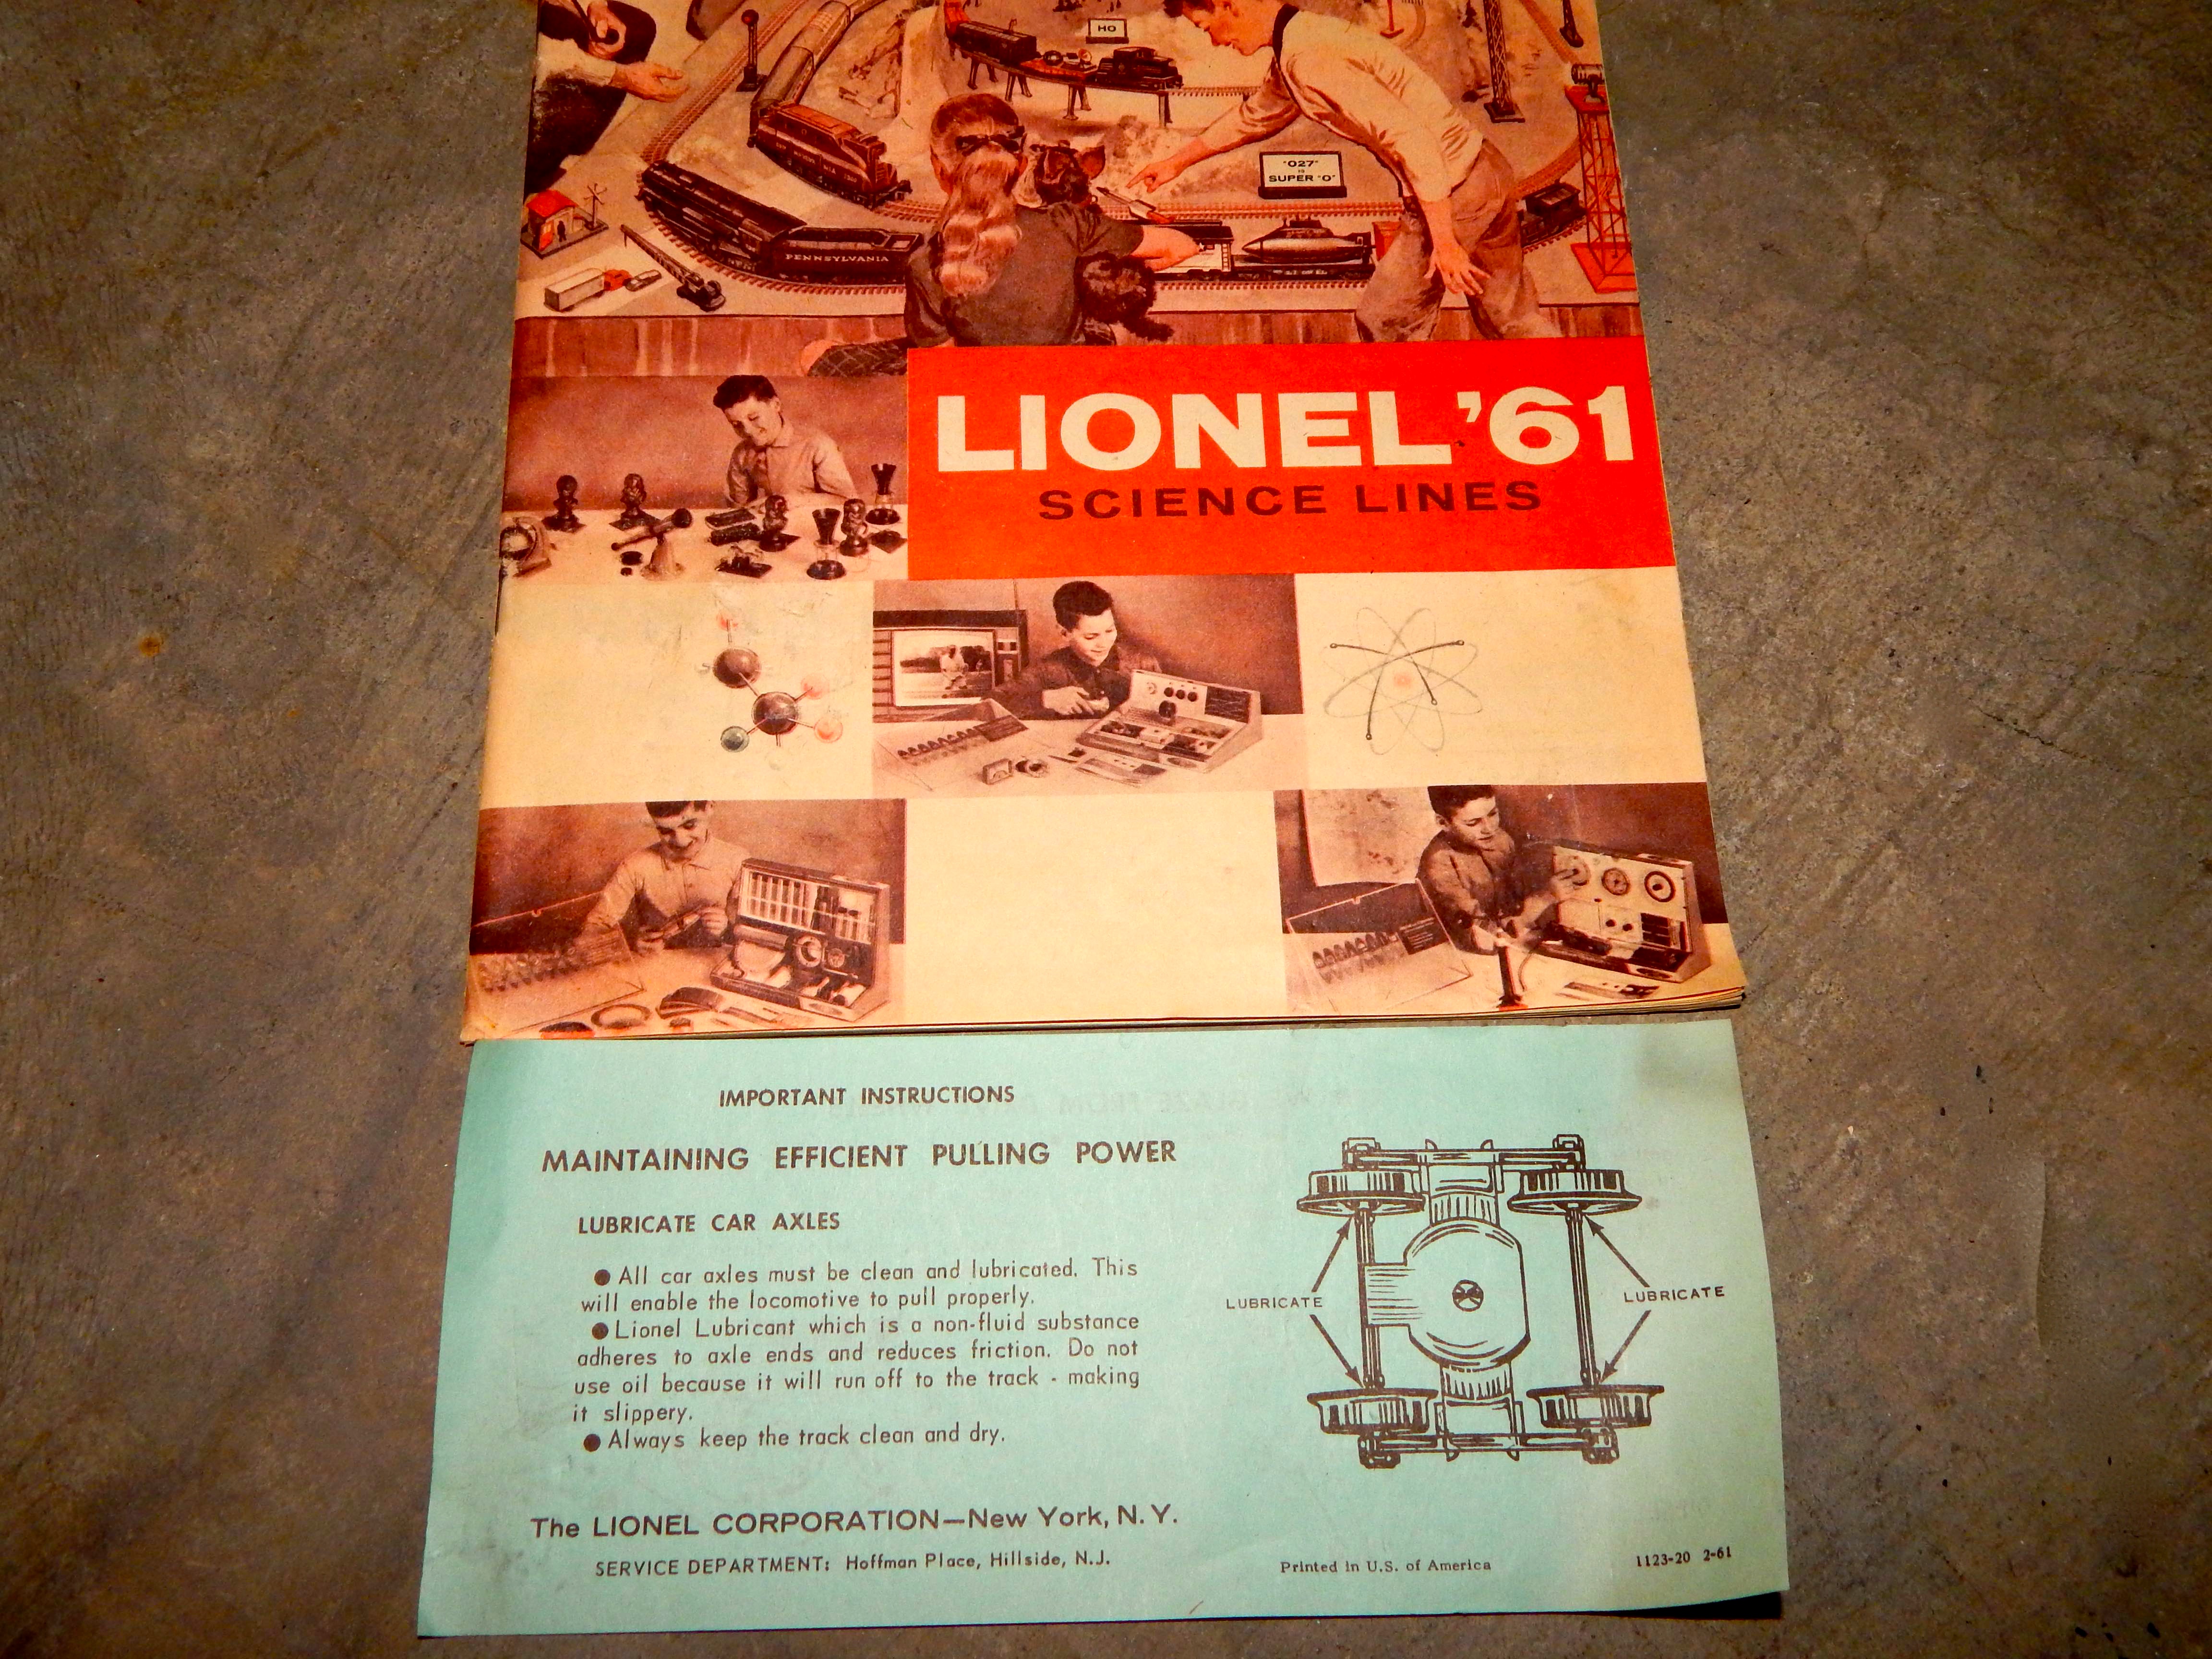 HO
"027"
IS
SUPER "O"
PENNSYLVANIA
LIONEL '61
SCIENCE LINES
IMPORTANT INSTRUCTIONS
MAINTAINING EFFICIENT PULLING POWER
LUBRICATE CAR AXLES
● All car axles must be clean and lubricated. This
will enable the locomotive to pull properly.
● Lionel Lubricant which is a non-fluid substance
adheres to axle ends and reduces friction. Do not
use oil because it will run off to the track - making
it slippery.
● Always keep the track clean and dry.
LUBRICATE
LUBRICATE
The LIONEL CORPORATION—New York, N.Y.
SERVICE DEPARTMENT: Hoffman Place, Hillside, N.J.
Printed in U.S. of America
1123-20 2-61